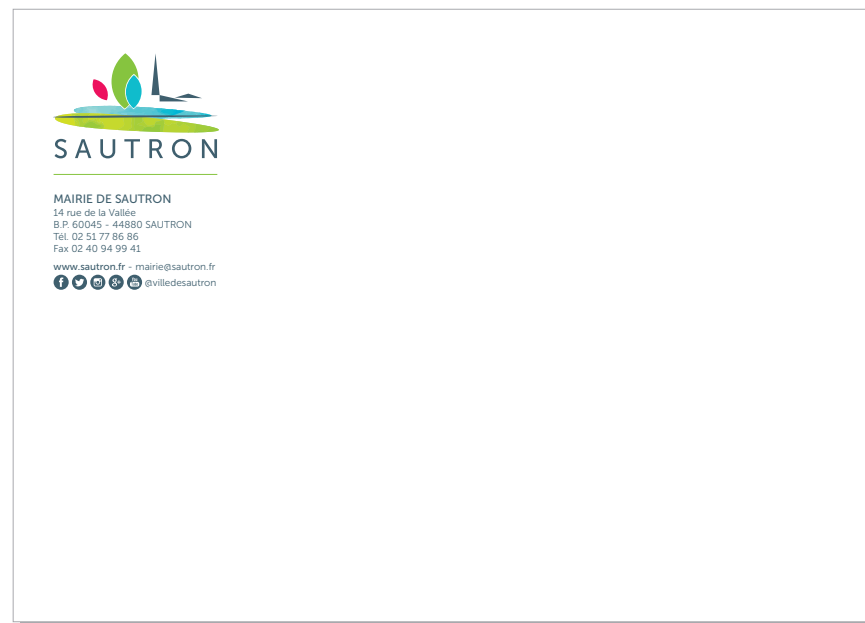 SAUTRON
MAIRIE DE SAUTRON
14 rue de la Vallée
B.P. 60045 - 44880 SAUTRON
Tél. 02 51 77 86 86
Fax 02 40 94 99 41
www.sautron.fr - mairie@sautron.fr
@villedesautron